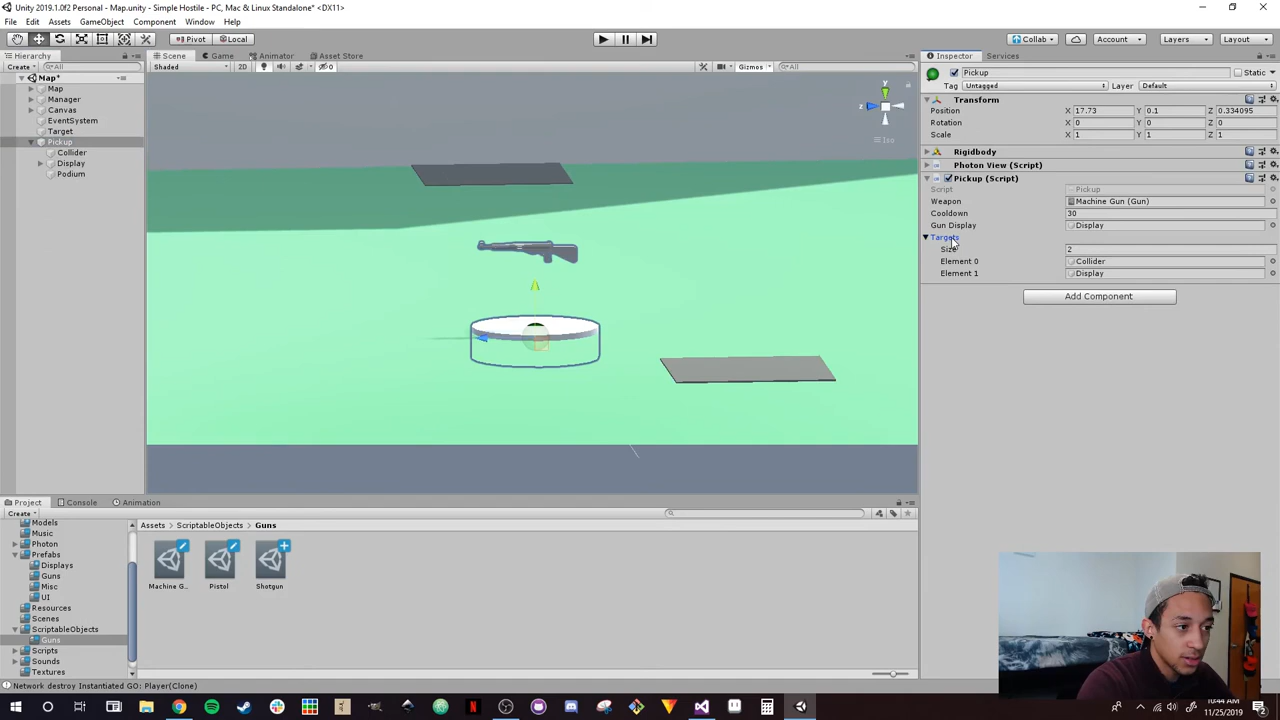 Unity 2019.1.0f2 Personal - Map.unity - Simple Hostile - PC, Mac & Linux Standalone* <DX11>
File Edit Assets GameObject Component Window Help
Pivot Local Collab Account Layers Layout
Hierarchy Scene Game Animator Asset Store Inspector Services
Create All Shaded 2D 0 Gizmos All Pickup Static
Map*
Map
Manager
Canvas
EventSystem
Target
Pickup
Collider
Display
Podium
y
z
Iso
Tag Untagged Layer Default
Transform
Position X 17.73 Y 0.1 Z 0.334095
Rotation X 0 Y 0 Z 0
Scale X 1 Y 1 Z 1
Rigidbody
Photon View (Script)
Pickup (Script)
Script Pickup
Weapon Machine Gun (Gun)
Cooldown 30
Gun Display Display
Targets
Size 2
Element 0 Collider
Element 1 Display
Add Component
Project Console Animation
Create
Models
Music
Photon
Prefabs
Displays
Guns
Misc
UI
Resources
Scenes
ScriptableObjects
Guns
Scripts
Sounds
Textures
Assets ScriptableObjects Guns
Machine G... Pistol Shotgun
Network destroy Instantiated GO: Player(Clone)
10:44 AM
11/25/2019
2